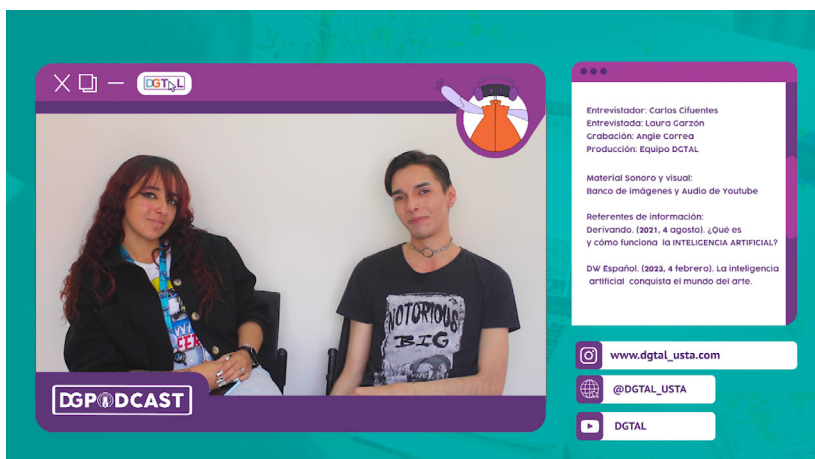 DGTAL
Entrevistador: Carlos Cifuentes
Entrevistada: Laura Garzón
Grabación: Angie Correa
Producción: Equipo DGTAL
Material Sonoro y visual:
Banco de imágenes y Audio de Youtube
Referentes de información:
Derivando. (2021, 4 agosto). ¿Qué es
y cómo funciona la INTELIGENCIA ARTIFICIAL?
DW Español. (2023, 4 febrero). La inteligencia
artificial conquista el mundo del arte.
NOTORIOUS
BIG
DGPODCAST
www.dgtal_usta.com
@DGTAL_USTA
DGTAL